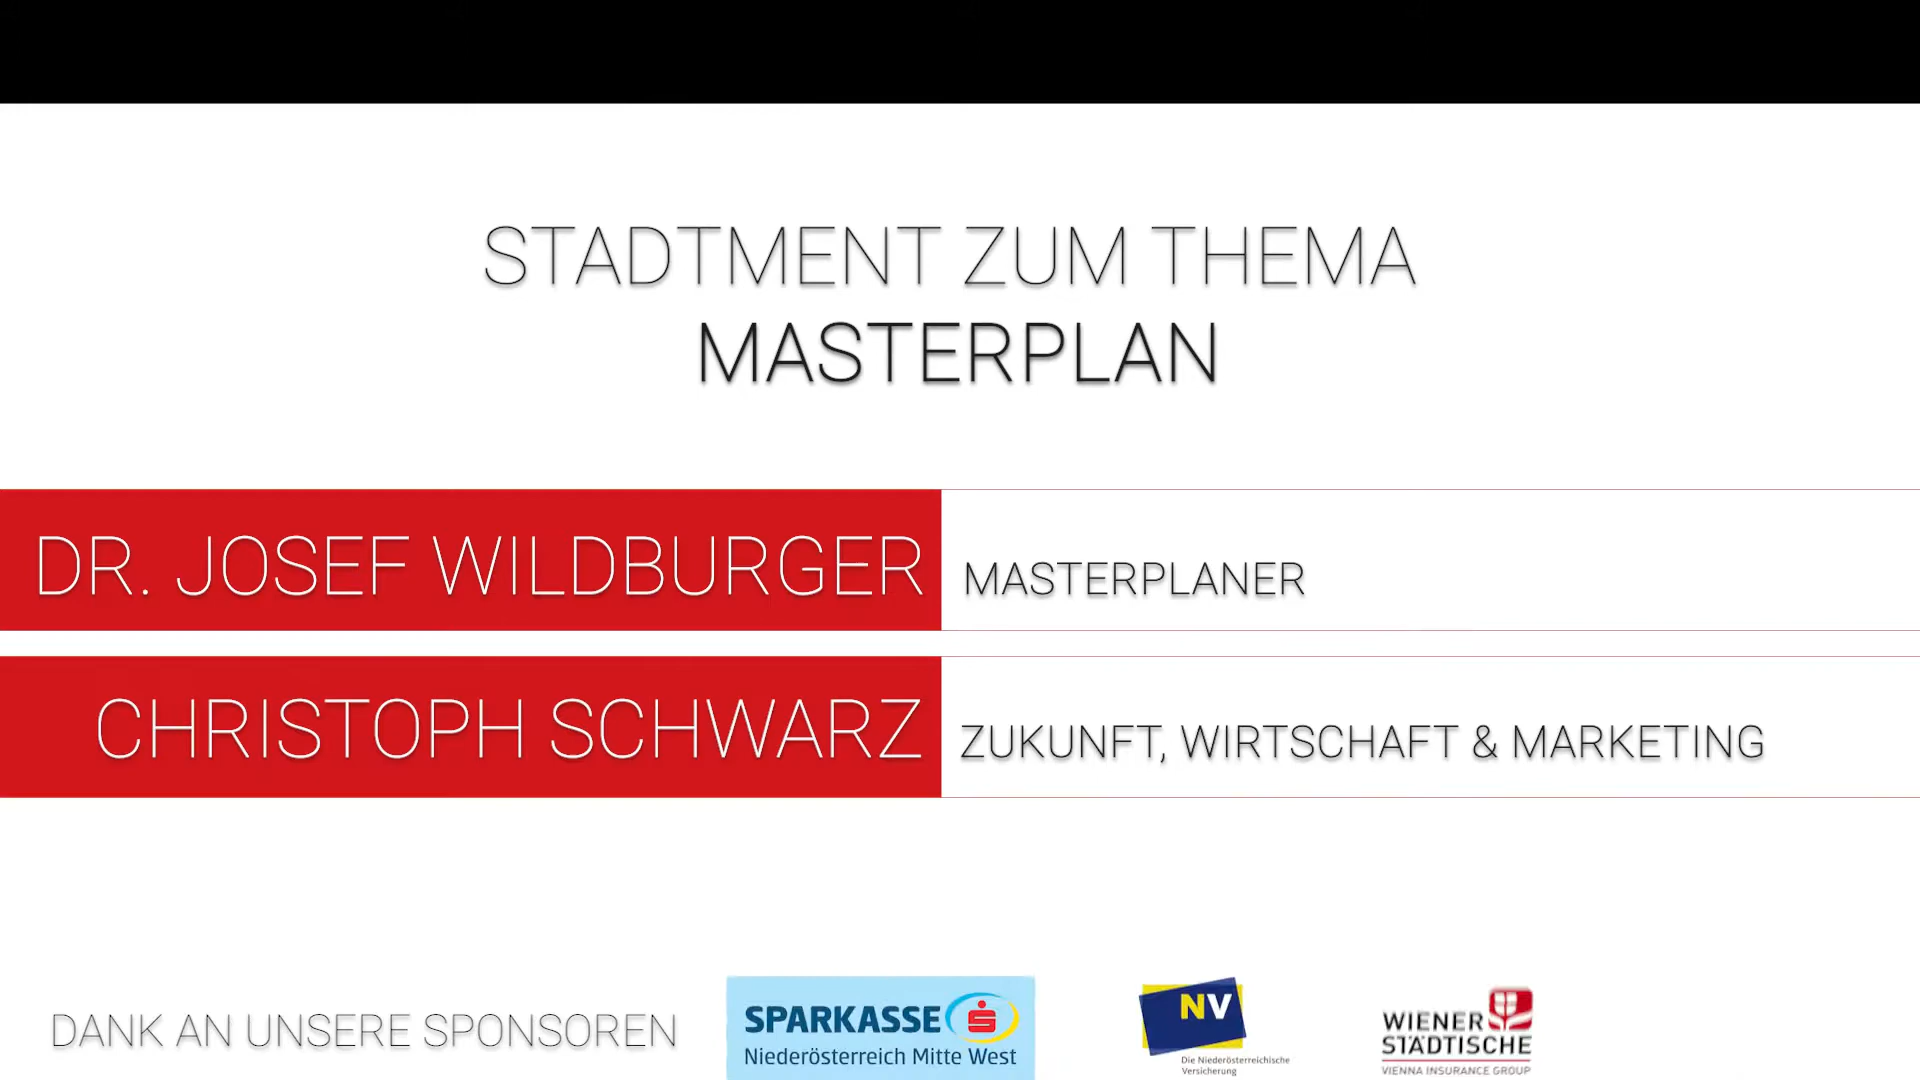 STADTMENT ZUM THEMA
MASTERPLAN
DR. JOSEF WILDBURGER
MASTERPLANER
CHRISTOPH SCHWARZ
ZUKUNFT, WIRTSCHAFT & MARKETING
DANK AN UNSERE SPONSOREN
SPARKASSE
Niederösterreich Mitte West
NV
Die Niederösterreichische
Versicherung
WIENER
STÄDTISCHE
VIENNA INSURANCE GROUP